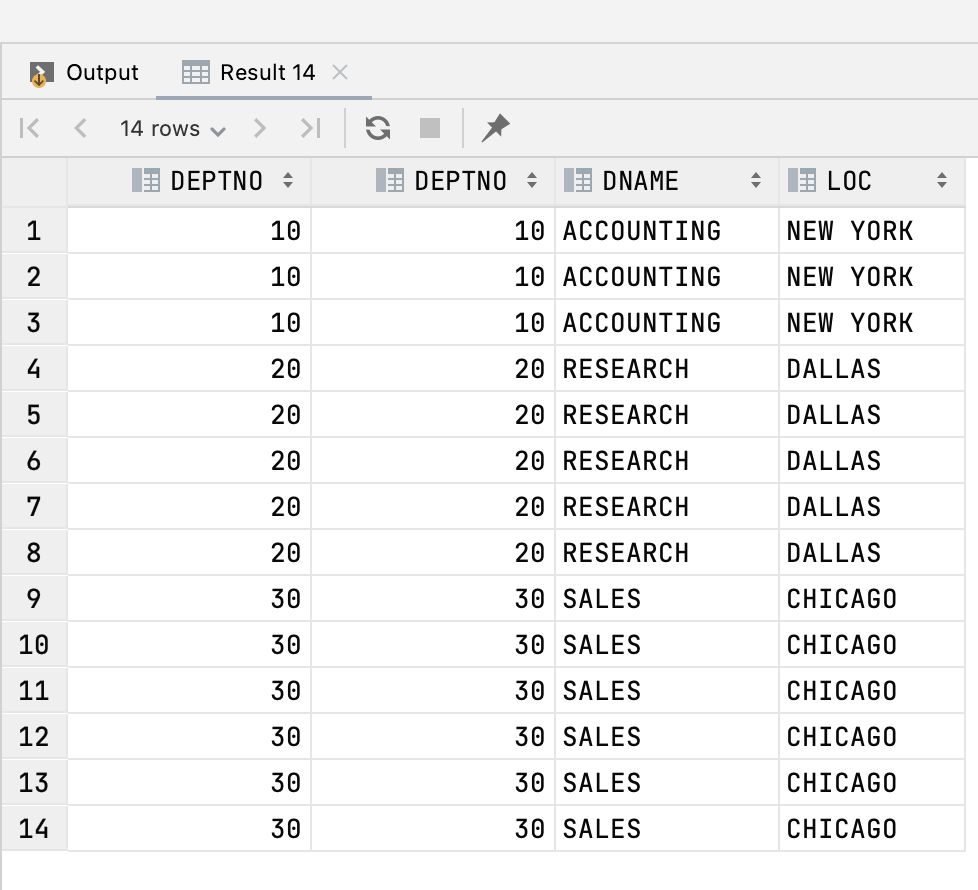 Output Result 14
14 rows
DEPTNO DEPTNO DNAME LOC
1 10 10 ACCOUNTING NEW YORK
2 10 10 ACCOUNTING NEW YORK
3 10 10 ACCOUNTING NEW YORK
4 20 20 RESEARCH DALLAS
5 20 20 RESEARCH DALLAS
6 20 20 RESEARCH DALLAS
7 20 20 RESEARCH DALLAS
8 20 20 RESEARCH DALLAS
9 30 30 SALES CHICAGO
10 30 30 SALES CHICAGO
11 30 30 SALES CHICAGO
12 30 30 SALES CHICAGO
13 30 30 SALES CHICAGO
14 30 30 SALES CHICAGO